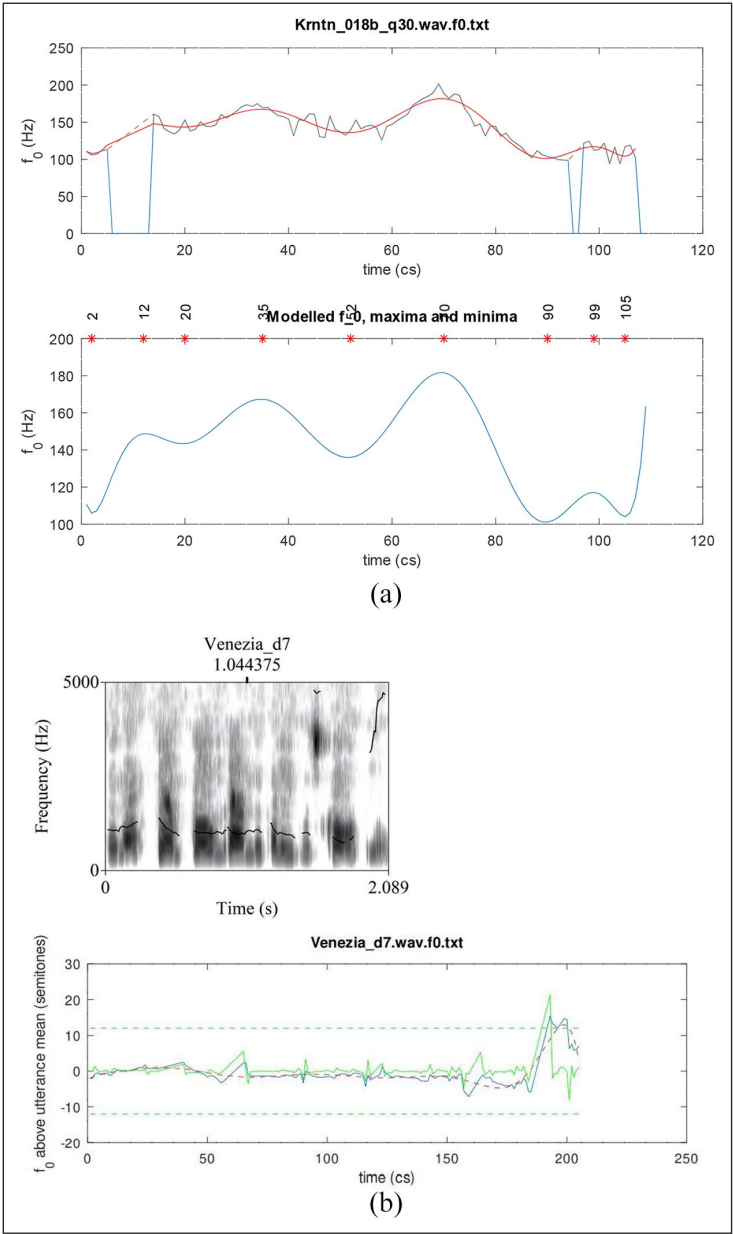 Krntn_018b_q30.wav.f0.txt
250
200
150
100
50
0
f0 (Hz)
0 20 40 60 80 100 120
time (cs)
2 12 20 35 52 70 90 99 105
Modelled f_0, maxima and minima
200
180
160
140
120
100
f0 (Hz)
0 20 40 60 80 100 120
time (cs)
(a)
Venezia_d7
1.044375
5000
Frequency (Hz)
0
0 2.089
Time (s)
Venezia_d7.wav.f0.txt
30
20
10
0
-10
-20
f0 above utterance mean (semitones)
0 50 100 150 200 250
time (cs)
(b)